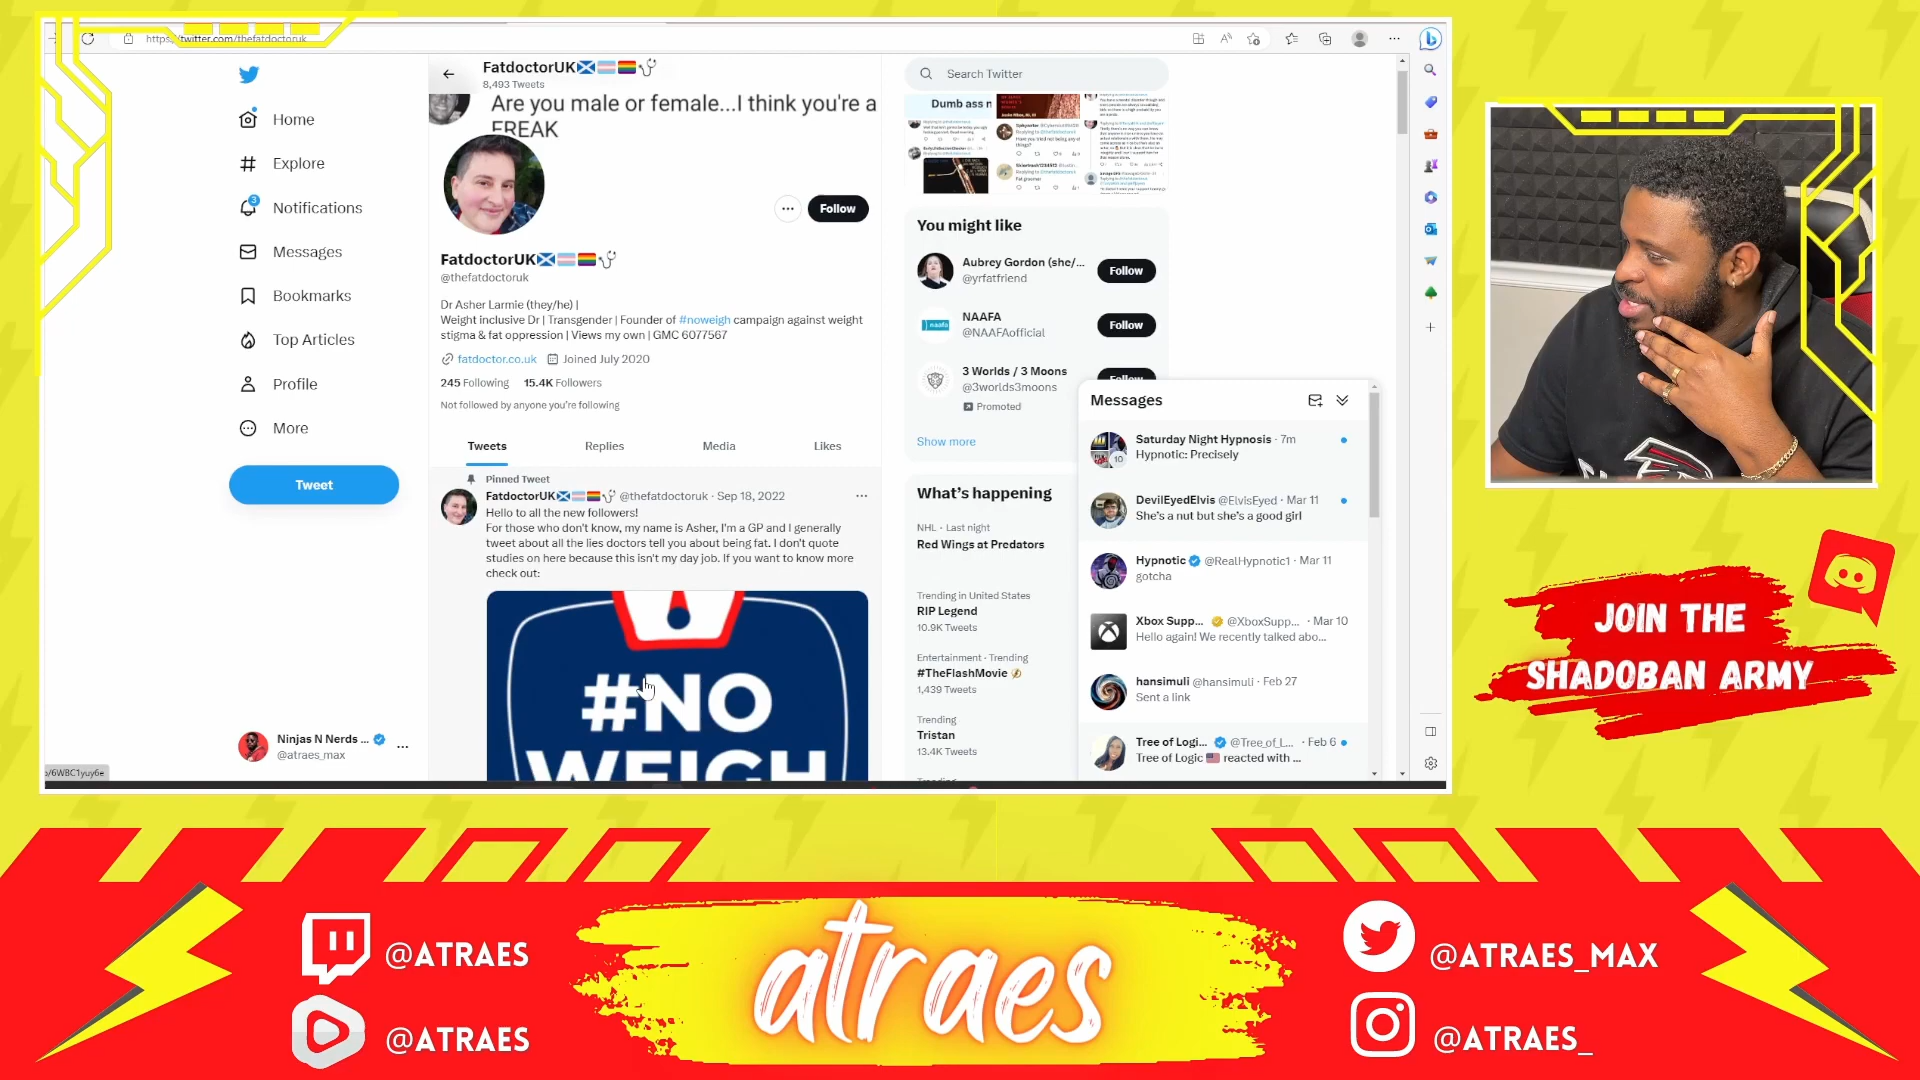 https://twitter.com/thefatdoctoruk
FatdoctorUK
8,493 Tweets
Are you male or female...I think you're a
FREAK
Home
Explore
3
Notifications
Messages
Bookmarks
Top Articles
Profile
More
Tweet
Ninjas N Nerds ...
@atraes_max
Follow
FatdoctorUK
@thefatdoctoruk
Dr Asher Larmie (they/he) |
Weight inclusive Dr | Transgender | Founder of #noweigh campaign against weight
stigma & fat oppression | Views my own | GMC 6077567
fatdoctor.co.uk Joined July 2020
245 Following 15.4K Followers
Not followed by anyone you're following
Tweets Replies Media Likes
Pinned Tweet
FatdoctorUK @thefatdoctoruk · Sep 18, 2022
Hello to all the new followers!
For those who don't know, my name is Asher, I'm a GP and I generally
tweet about all the lies doctors tell you about being fat. I don't quote
studies on here because this isn't my day job. If you want to know more
check out:
#NO
WEIGH
Search Twitter
Dumb ass n
You might like
Aubrey Gordon (she/...
@yrfatfriend
Follow
NAAFA
@NAAFAofficial
Follow
3 Worlds / 3 Moons
@3worlds3moons
Follow
Promoted
Show more
What's happening
NHL · Last night
Red Wings at Predators
Trending in United States
RIP Legend
10.9K Tweets
Entertainment · Trending
#TheFlashMovie
1,439 Tweets
Trending
Tristan
13.4K Tweets
Trending
Messages
Saturday Night Hypnosis · 7m
Hypnotic: Precisely
10
DevilEyedElvis @ElvisEyed · Mar 11
She's a nut but she's a good girl
Hypnotic @RealHypnotic1 · Mar 11
gotcha
Xbox Supp... @XboxSupp... · Mar 10
Hello again! We recently talked abo...
hansimuli @hansimuli · Feb 27
Sent a link
Tree of Logi... @Tree_of_L... · Feb 6
Tree of Logic reacted with ...
JOIN THE
SHADOBAN ARMY
@ATRAES
@ATRAES
atraes
@ATRAES_MAX
@ATRAES_